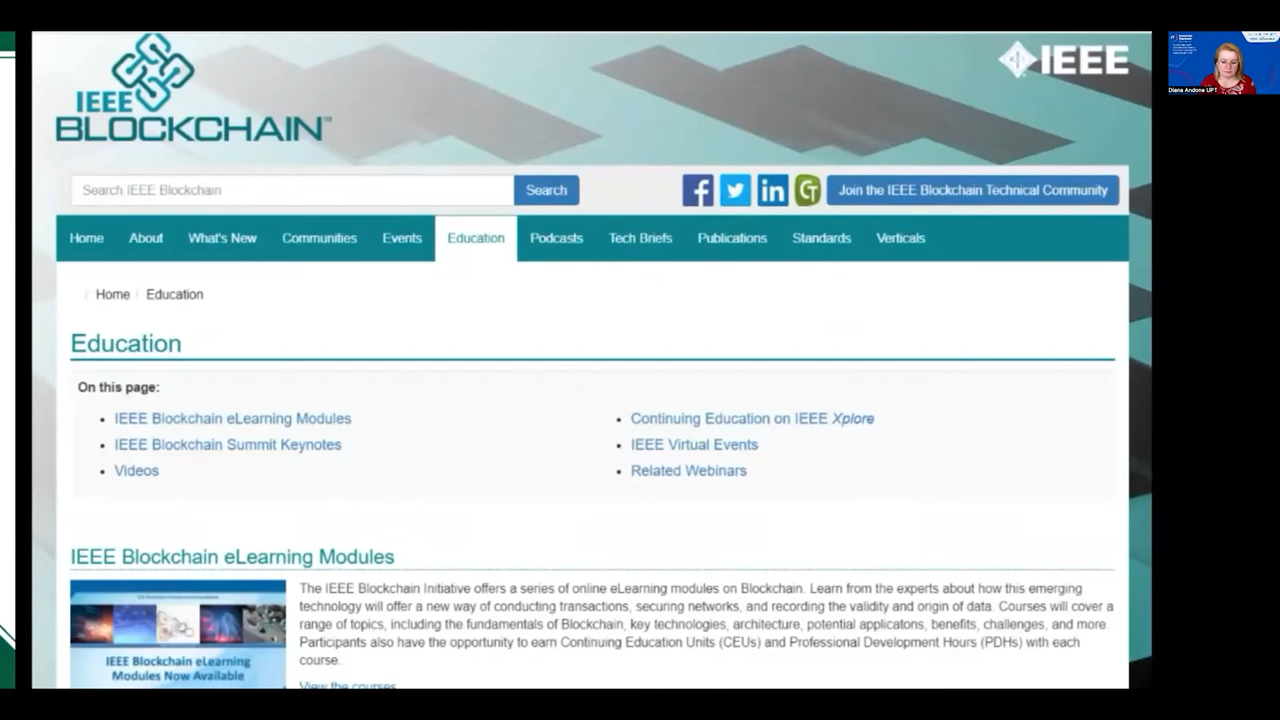 IEEE
BLOCKCHAIN™
IEEE
Search IEEE Blockchain
Search
Join the IEEE Blockchain Technical Community
Home About What's New Communities Events Education Podcasts Tech Briefs Publications Standards Verticals
Home / Education
Education
On this page:
IEEE Blockchain eLearning Modules
IEEE Blockchain Summit Keynotes
Videos
Continuing Education on IEEE Xplore
IEEE Virtual Events
Related Webinars
IEEE Blockchain eLearning Modules
IEEE Blockchain eLearning
Modules Now Available
The IEEE Blockchain Initiative offers a series of online eLearning modules on Blockchain. Learn from the experts about how this emerging
technology will offer a new way of conducting transactions, securing networks, and recording the validity and origin of data. Courses will cover a
range of topics, including the fundamentals of Blockchain, key technologies, architecture, potential applicatons, benefits, challenges, and more.
Participants also have the opportunity to earn Continuing Education Units (CEUs) and Professional Development Hours (PDHs) with each
course.
View the courses
Diana Andone UPT